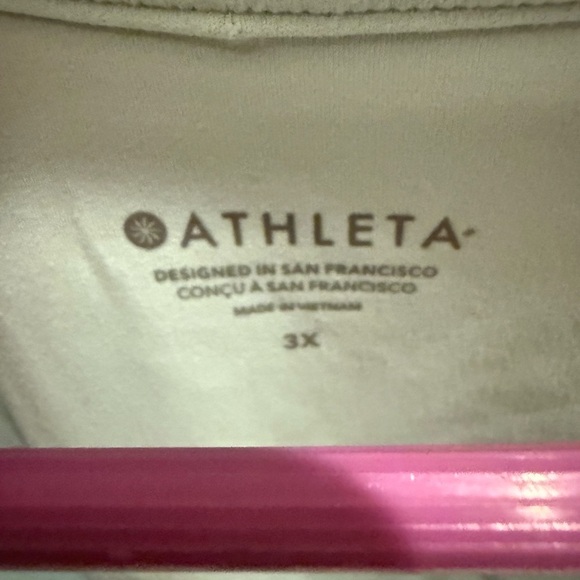 ATHLETA
DESIGNED IN SAN FRANCISCO
CONÇU À SAN FRANCISCO
MADE IN VIETNAM
3X